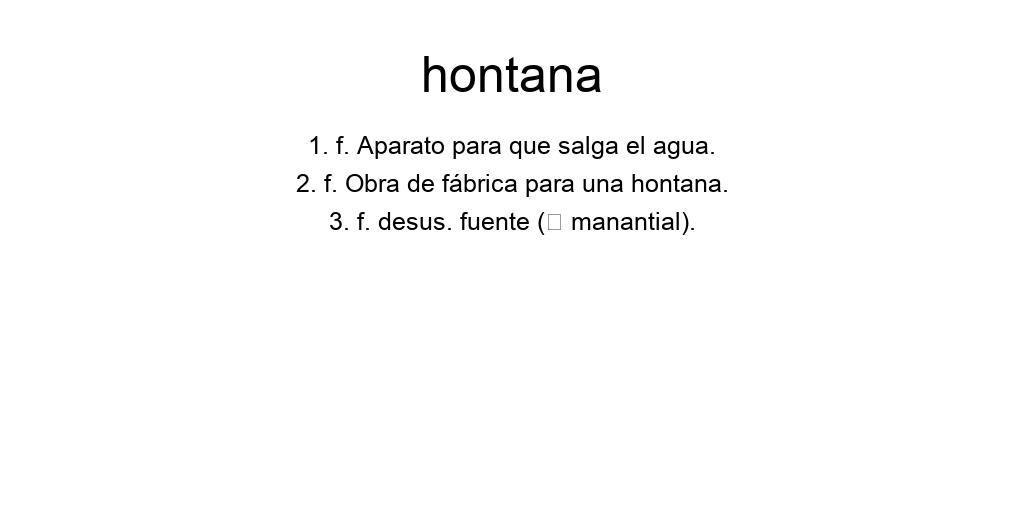 hontana
1. f. Aparato para que salga el agua.
2. f. Obra de fábrica para una hontana.
3. f. desus. fuente (□ manantial).